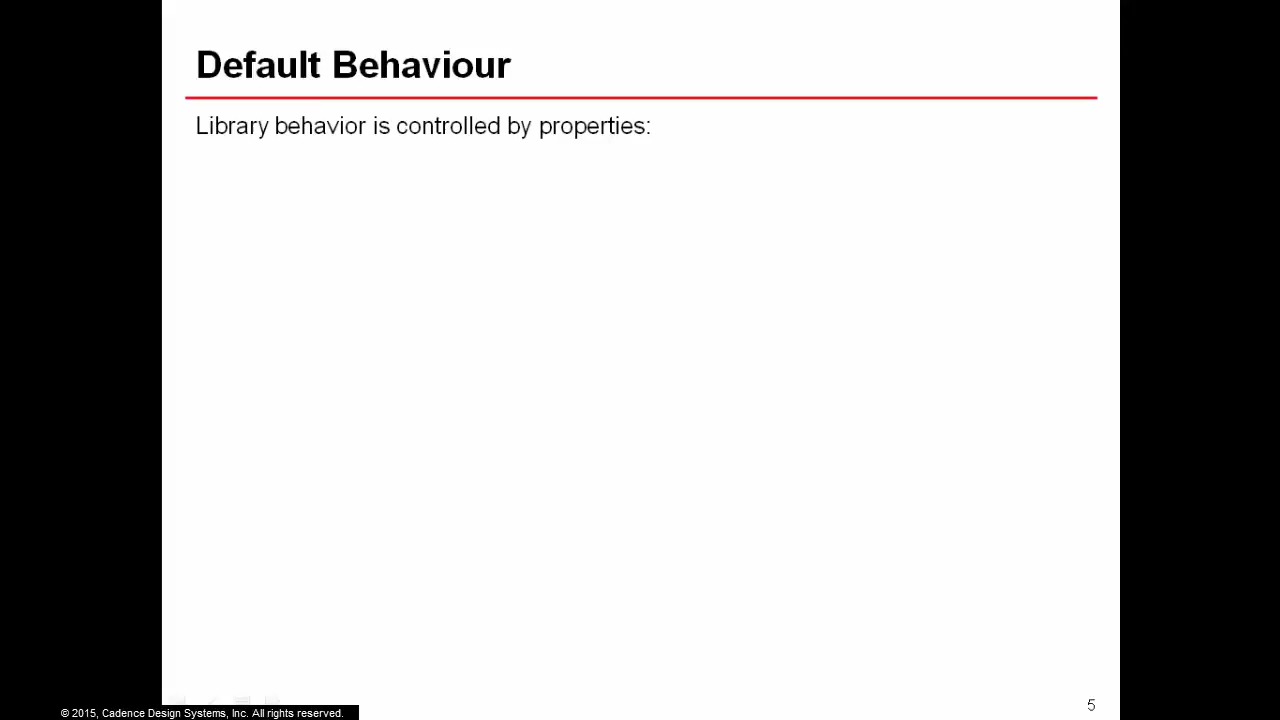 Default Behaviour
Library behavior is controlled by properties:
5
© 2015, Cadence Design Systems, Inc. All rights reserved.